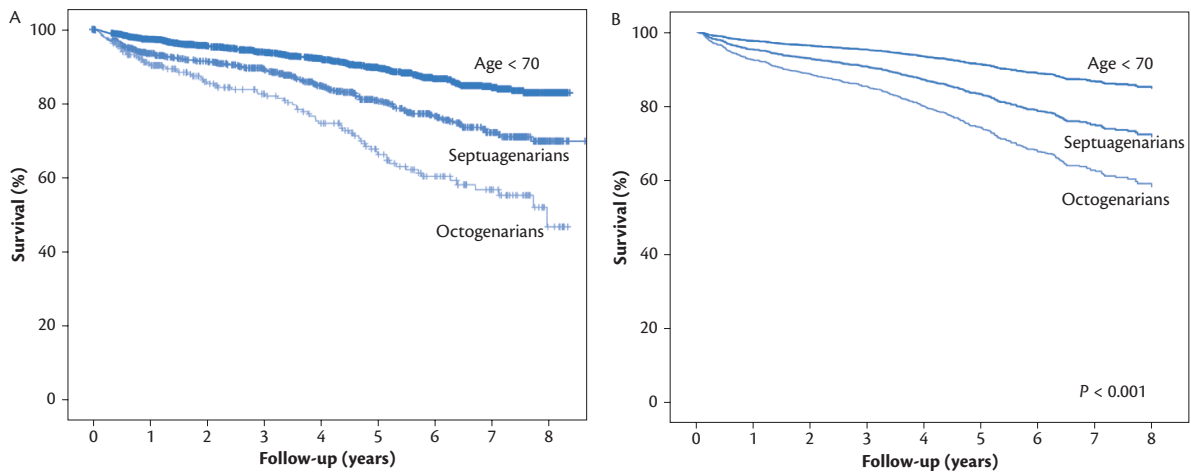 A
100
80
60
40
20
0
Survival (%)
Age < 70
Septuagenarians
Octogenarians
0 1 2 3 4 5 6 7 8
Follow-up (years)
B
100
80
60
40
20
0
Survival (%)
Age < 70
Septuagenarians
Octogenarians
P < 0.001
0 1 2 3 4 5 6 7 8
Follow-up (years)